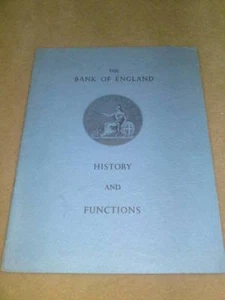 THE
BANK OF ENGLAND
HISTORY
AND
FUNCTIONS